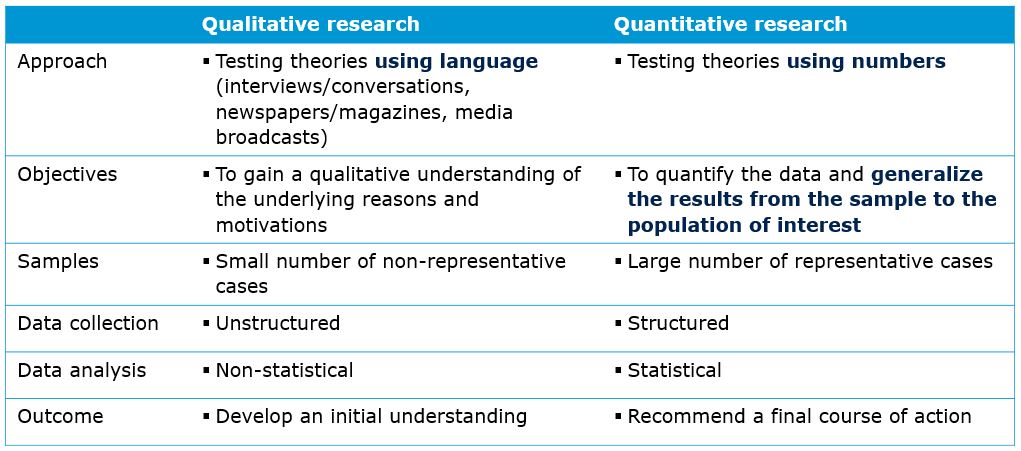 Qualitative research Quantitative research
Approach ▪ Testing theories using language ▪ Testing theories using numbers
(interviews/conversations,
newspapers/magazines, media
broadcasts)
Objectives ▪ To gain a qualitative understanding of ▪ To quantify the data and generalize
the underlying reasons and the results from the sample to the
motivations population of interest
Samples ▪ Small number of non-representative ▪ Large number of representative cases
cases
Data collection ▪ Unstructured ▪ Structured
Data analysis ▪ Non-statistical ▪ Statistical
Outcome ▪ Develop an initial understanding ▪ Recommend a final course of action